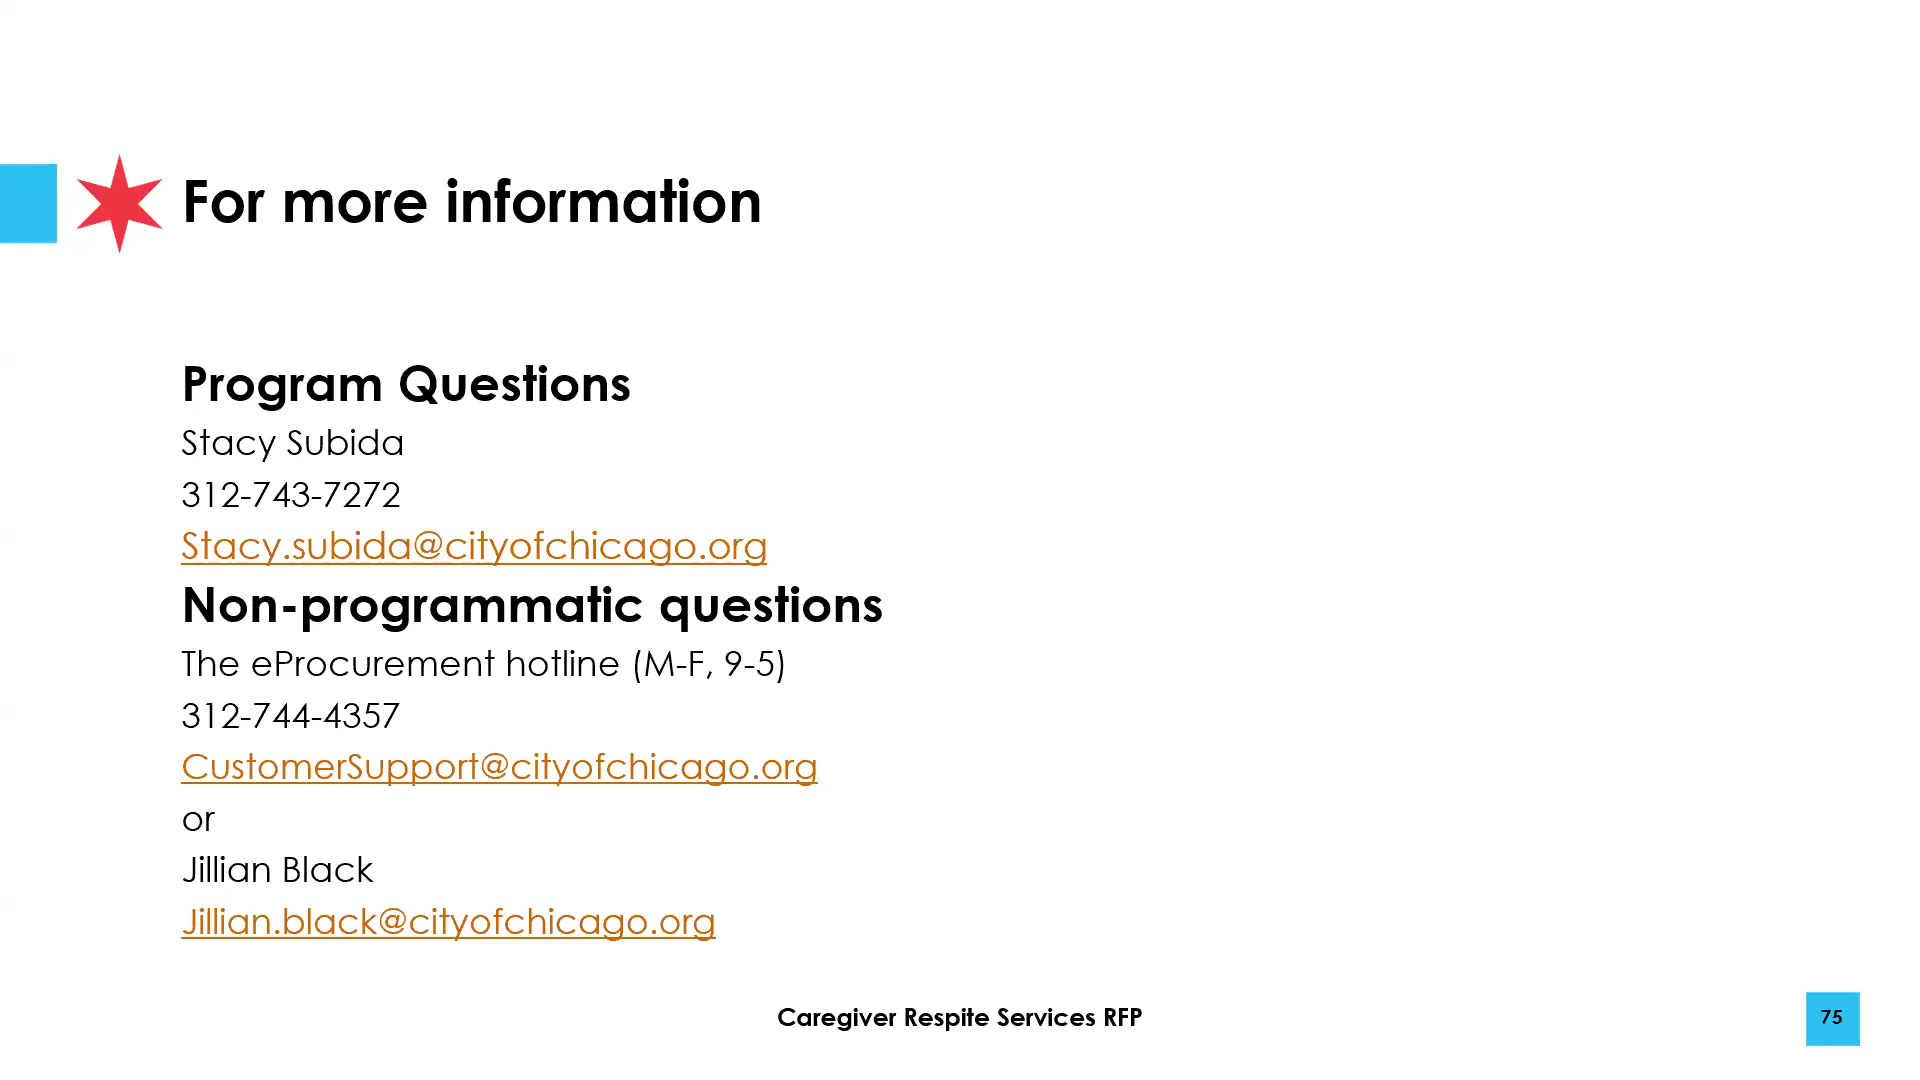 For more information
Program Questions
Stacy Subida
312-743-7272
Stacy.subida@cityofchicago.org
Non-programmatic questions
The eProcurement hotline (M-F, 9-5)
312-744-4357
CustomerSupport@cityofchicago.org
or
Jillian Black
Jillian.black@cityofchicago.org
Caregiver Respite Services RFP
75